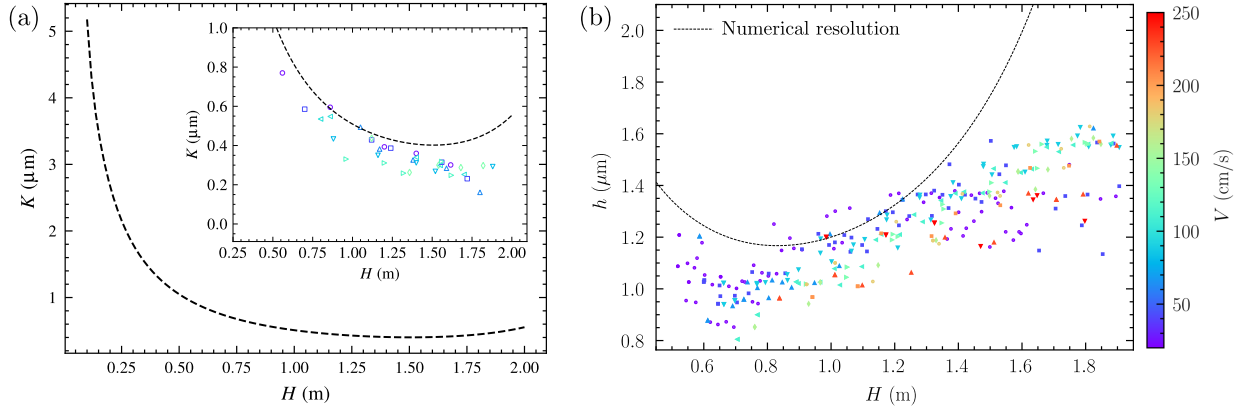 (a)
K (μm)
5
4
3
2
1
0.25 0.50 0.75 1.00 1.25 1.50 1.75 2.00
H (m)
K (μm)
1.0
0.8
0.6
0.4
0.2
0.0
0.25 0.50 0.75 1.00 1.25 1.50 1.75 2.00
H (m)
(b)
Numerical resolution
h (μm)
2.0
1.8
1.6
1.4
1.2
1.0
0.8
0.6 0.8 1.0 1.2 1.4 1.6 1.8
H (m)
250
200
150
100
50
V (cm/s)